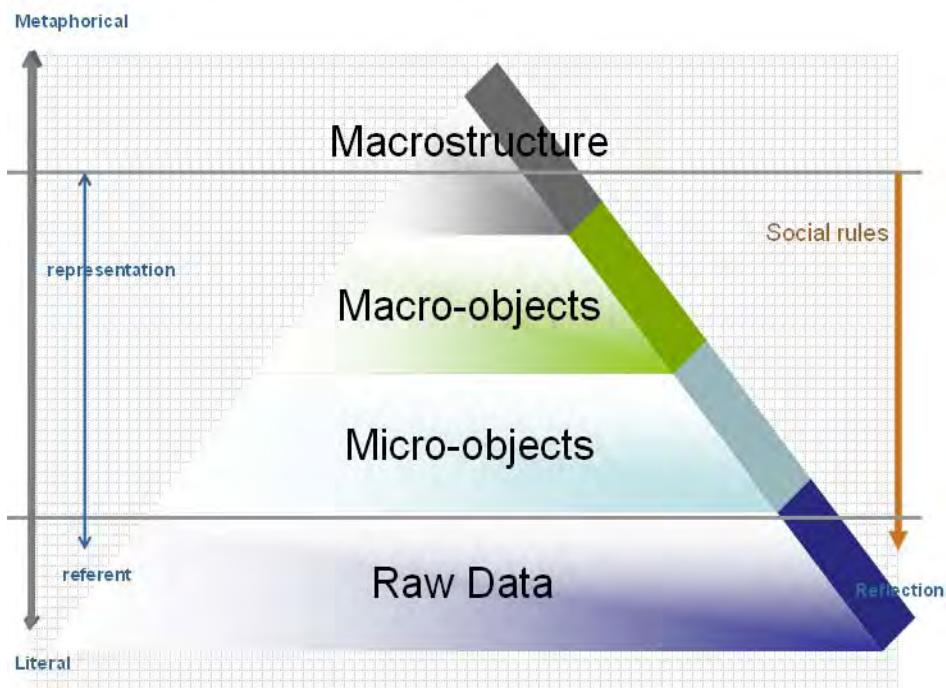 Metaphorical
Macrostructure
Social rules
representation
Macro-objects
Micro-objects
referent
Raw Data
Reflection
Literal